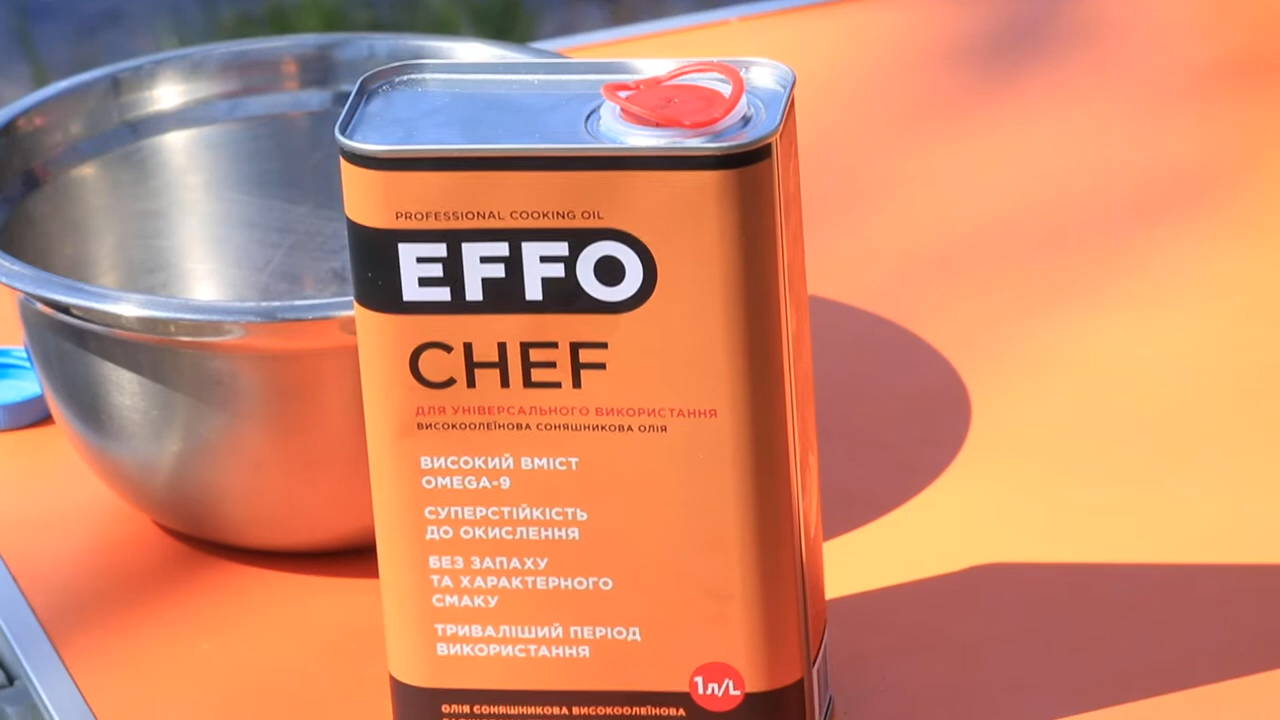 PROFESSIONAL COOKING OIL
EFFO
CHEF
ДЛЯ УНІВЕРСАЛЬНОГО ВИКОРИСТАННЯ
ВИСОКООЛЕЇНОВА СОНЯШНИКОВА ОЛІЯ
ВИСОКИЙ ВМІСТ
OMEGA-9
СУПЕРСТІЙКІСТЬ
ДО ОКИСЛЕННЯ
БЕЗ ЗАПАХУ
ТА ХАРАКТЕРНОГО
СМАКУ
ТРИВАЛІШИЙ ПЕРІОД
ВИКОРИСТАННЯ
1л/L
ОЛІЯ СОНЯШНИКОВА ВИСОКООЛЕЇНОВА